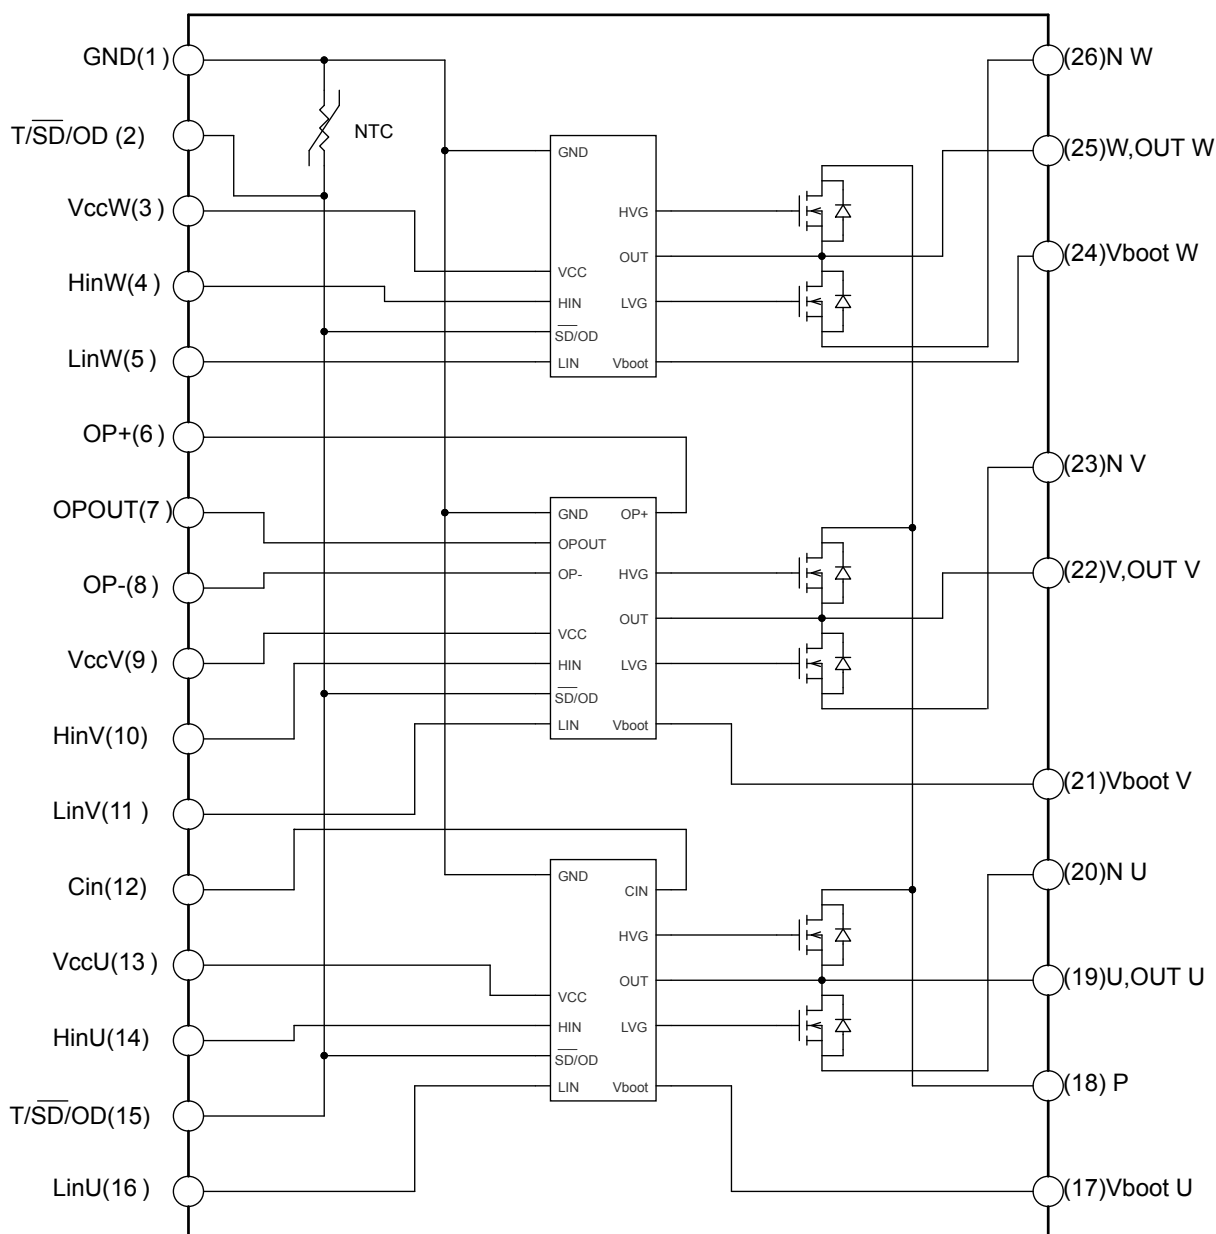 GND(1)
T/SD/OD (2)
VccW(3)
HinW(4)
LinW(5)
OP+(6)
OPOUT(7)
OP-(8)
VccV(9)
HinV(10)
LinV(11)
Cin(12)
VccU(13)
HinU(14)
T/SD/OD(15)
LinU(16)
NTC
GND
HVG
OUT
VCC
HIN
LVG
SD/OD
LIN
Vboot
GND
OP+
OPOUT
OP-
HVG
OUT
VCC
HIN
LVG
SD/OD
LIN
Vboot
GND
CIN
HVG
OUT
VCC
HIN
LVG
SD/OD
LIN
Vboot
(26)N W
(25)W,OUT W
(24)Vboot W
(23)N V
(22)V,OUT V
(21)Vboot V
(20)N U
(19)U,OUT U
(18) P
(17)Vboot U